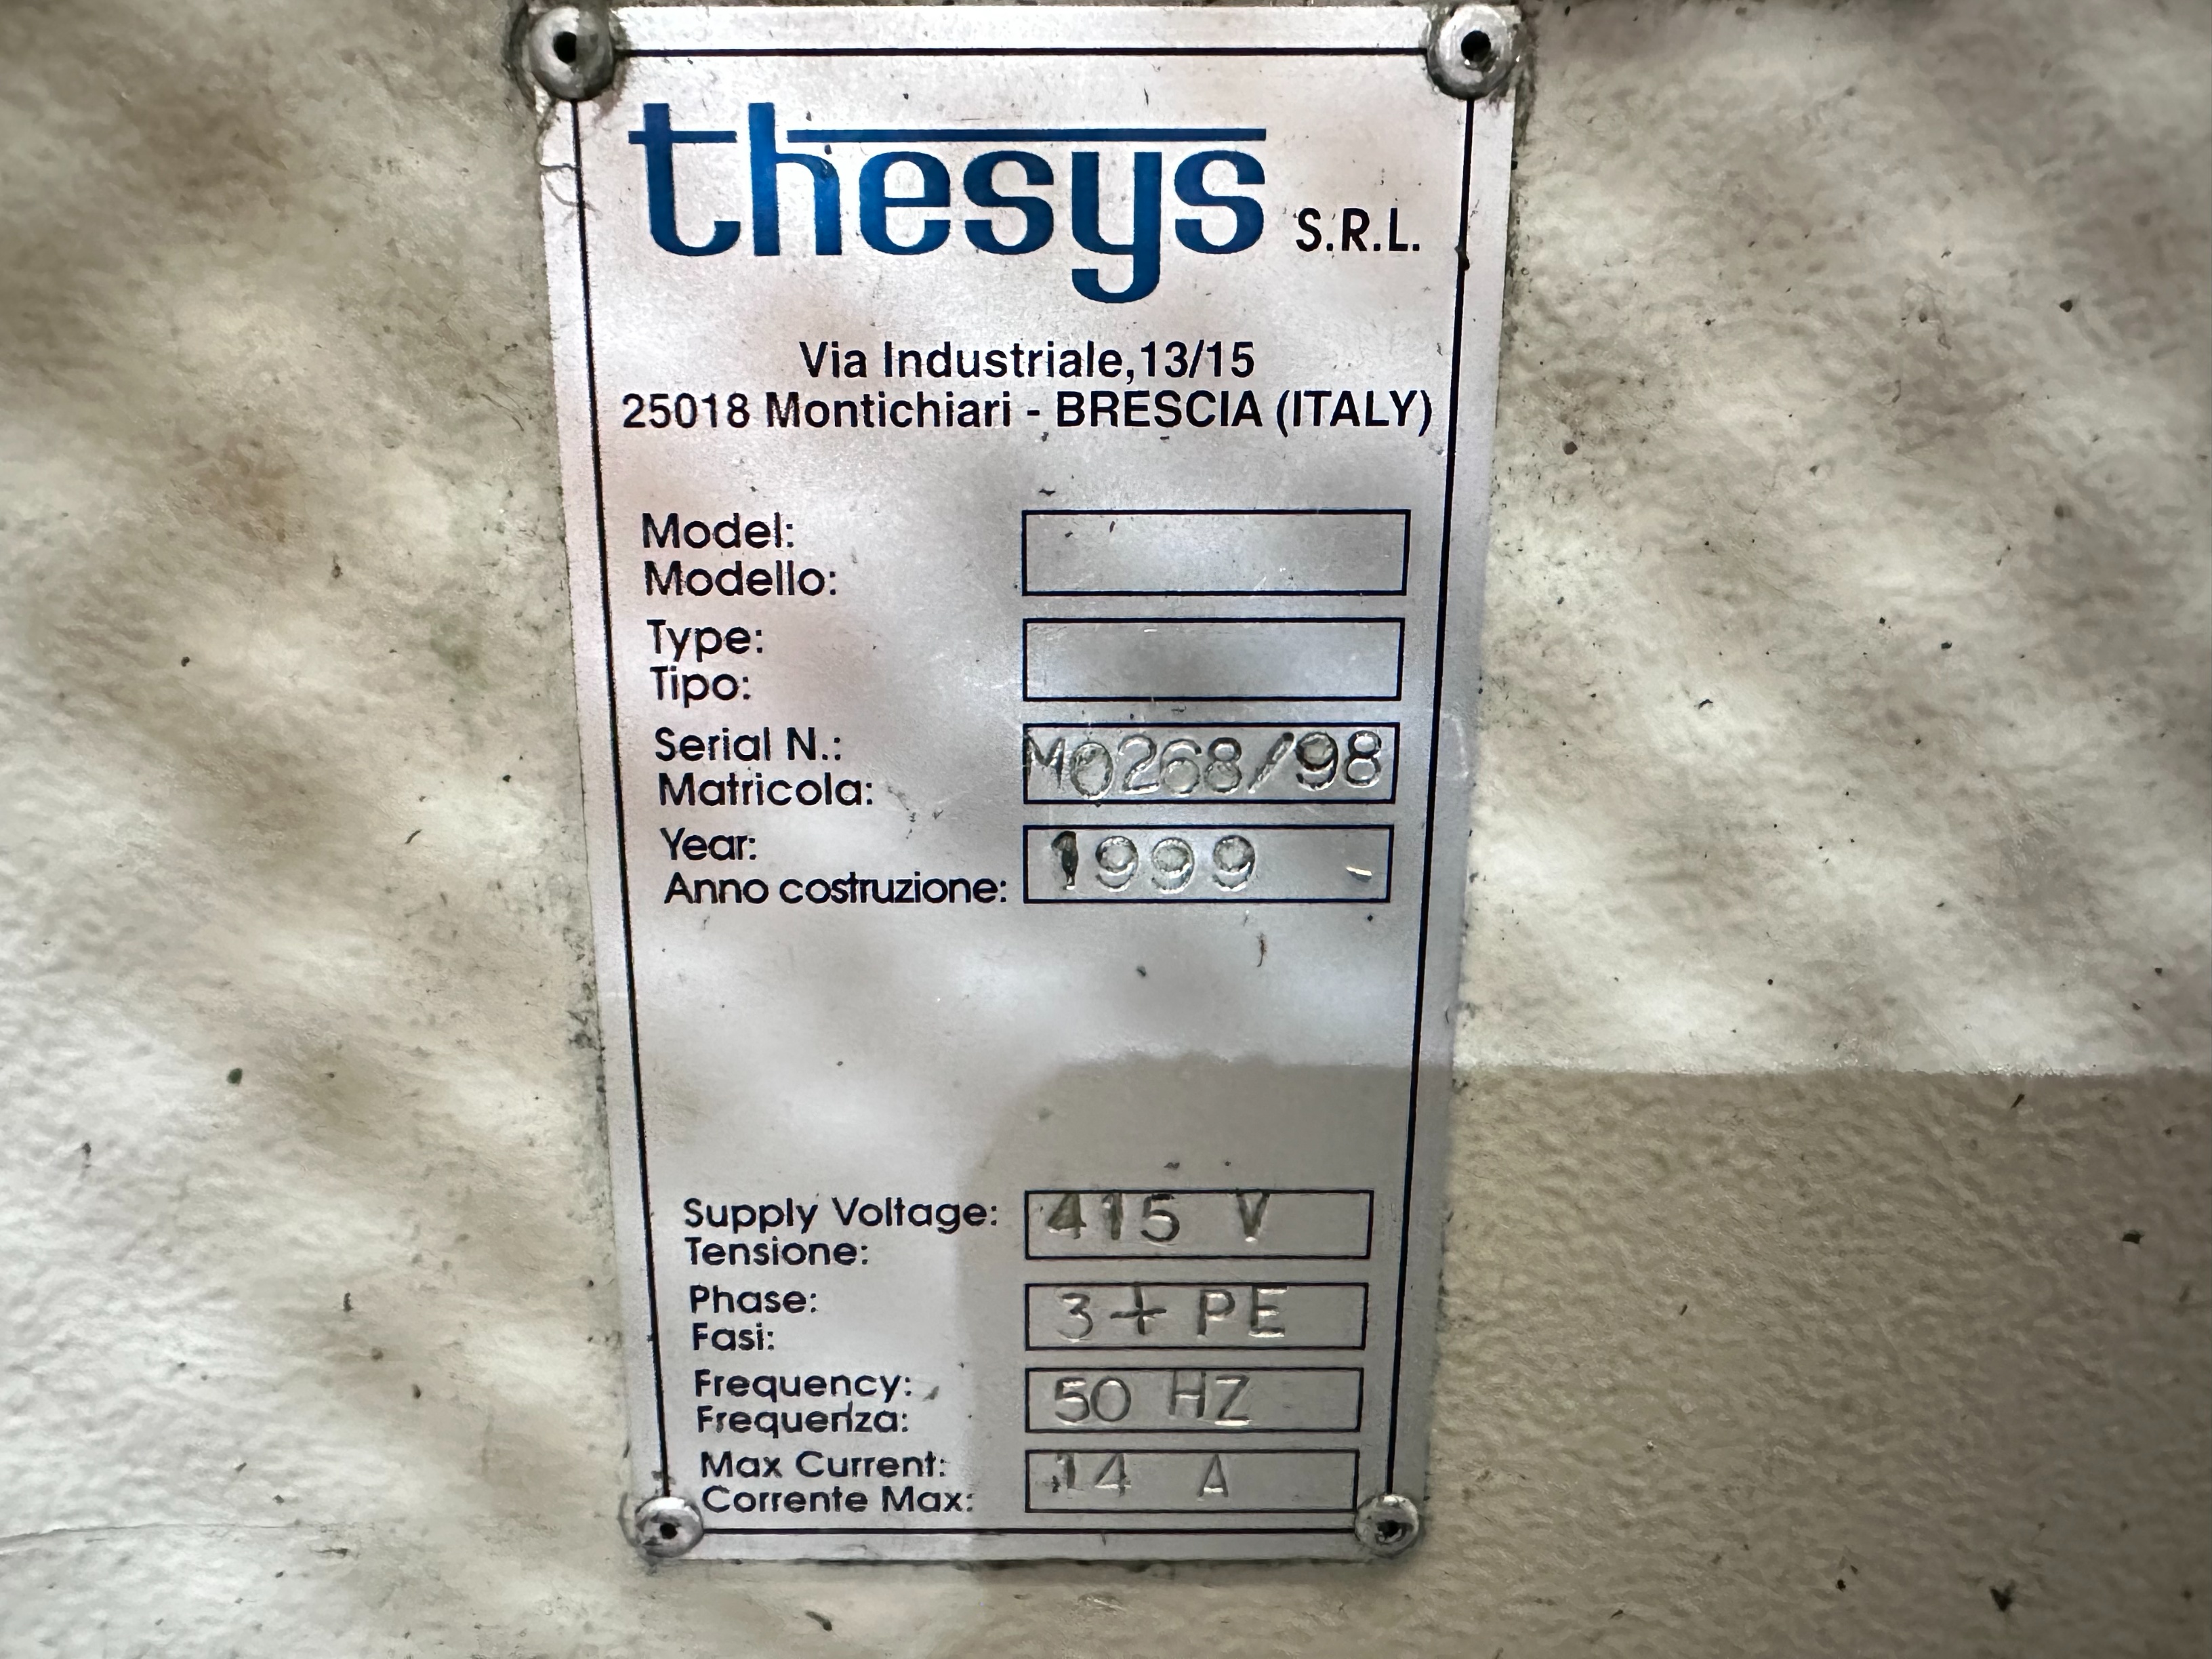 thesys S.R.L.
Via Industriale,13/15
25018 Montichiari - BRESCIA (ITALY)
Model:
Modello:
Type:
Tipo:
Serial N.: M0268/98
Matricola:
Year: 1999
Anno costruzione:
Supply Voltage: 415 V
Tensione:
Phase: 3+PE
Fasi:
Frequency: 50 HZ
Frequenza:
Max Current: 14 A
Corrente Max: